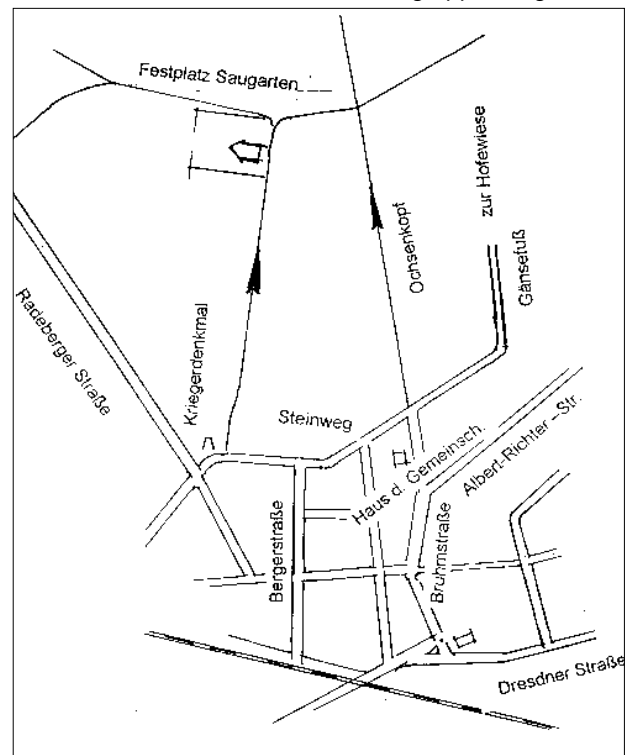 Festplatz Saugarten
zur Hofewiese
Gänsefuß
Ochsenkopf
Radeberger Straße
Kriegerdenkmal
Steinweg
Haus d. Gemeinsch.
Albert-Richter-Str.
Bergerstraße
Bruhmstraße
Dresdner Straße